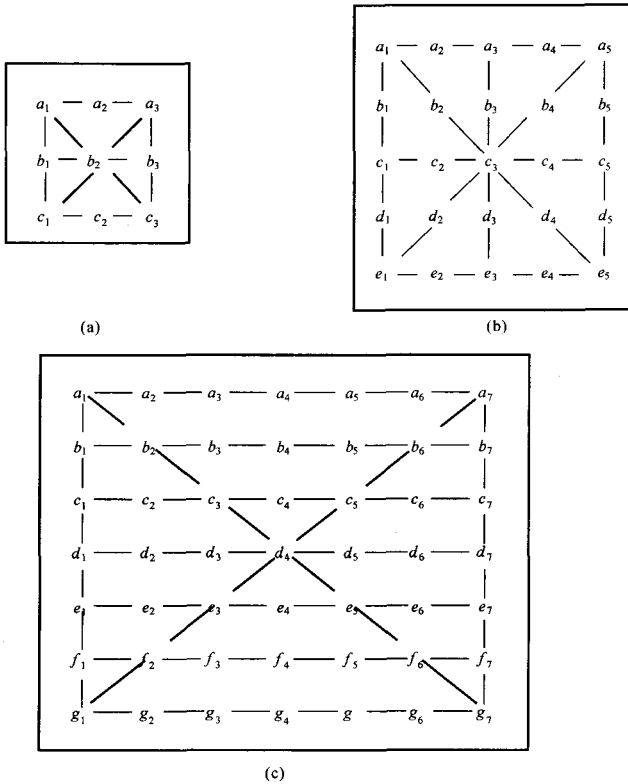 a₁ a₂ a₃
b₁ b₂ b₃
c₁ c₂ c₃
(a)
a₁ a₂ a₃ a₄ a₅
b₁ b₂ b₃ b₄ b₅
c₁ c₂ c₃ c₄ c₅
d₁ d₂ d₃ d₄ d₅
e₁ e₂ e₃ e₄ e₅
(b)
a₁ a₂ a₃ a₄ a₅ a₆ a₇
b₁ b₂ b₃ b₄ b₅ b₆ b₇
c₁ c₂ c₃ c₄ c₅ c₆ c₇
d₁ d₂ d₃ d₄ d₅ d₆ d₇
e₁ e₂ e₃ e₄ e₅ e₆ e₇
f₁ f₂ f₃ f₄ f₅ f₆ f₇
g₁ g₂ g₃ g₄ g g₆ g₇
(c)